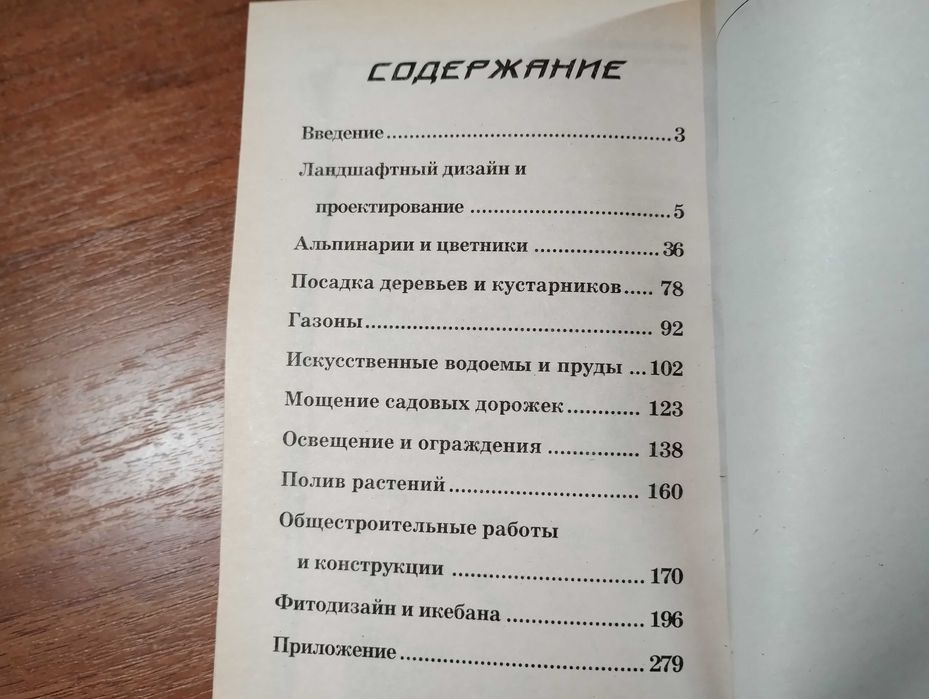 СОДЕРЖАНИЕ
Введение.......................................3
Ландшафтный дизайн и
проектирование ............................5
Альпинарии и цветники .................36
Посадка деревьев и кустарников..... 78
Газоны........................................ 92
Искусственные водоемы и пруды ...102
Мощение садовых дорожек............ 123
Освещение и ограждения .............. 138
Полив растений............................ 160
Общестроительные работы
и конструкции ............................170
Фитодизайн и икебана ....................196
Приложение...................................279